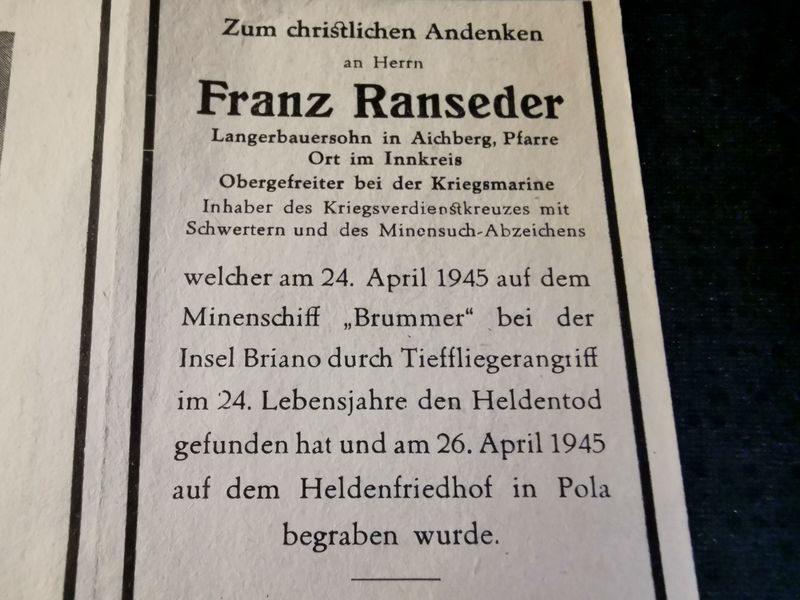 Zum christlichen Andenken
an Herrn
Franz Ranseder
Langerbauersohn in Aichberg, Pfarre
Ort im Innkreis
Obergefreiter bei der Kriegsmarine
Inhaber des Kriegsverdienstkreuzes mit
Schwertern und des Minensuch-Abzeichens
welcher am 24. April 1945 auf dem
Minenschiff „Brummer“ bei der
Insel Briano durch Tieffliegerangriff
im 24. Lebensjahre den Heldentod
gefunden hat und am 26. April 1945
auf dem Heldenfriedhof in Pola
begraben wurde.